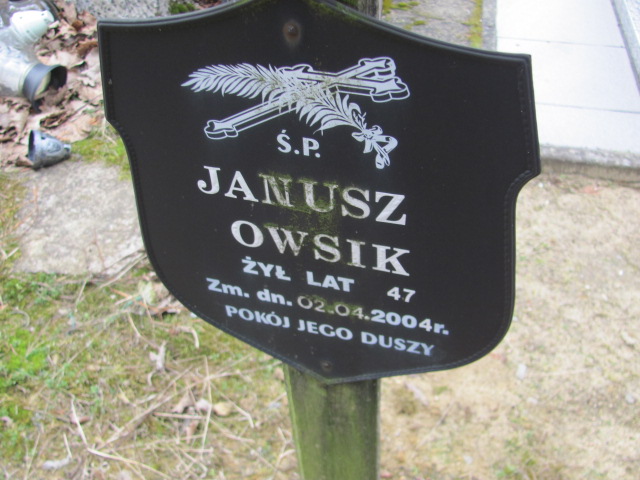 Ś.P.
JANUSZ
OWSIK
ŻYŁ LAT 47
Zm. dn. 02.04.2004r.
POKÓJ JEGO DUSZY